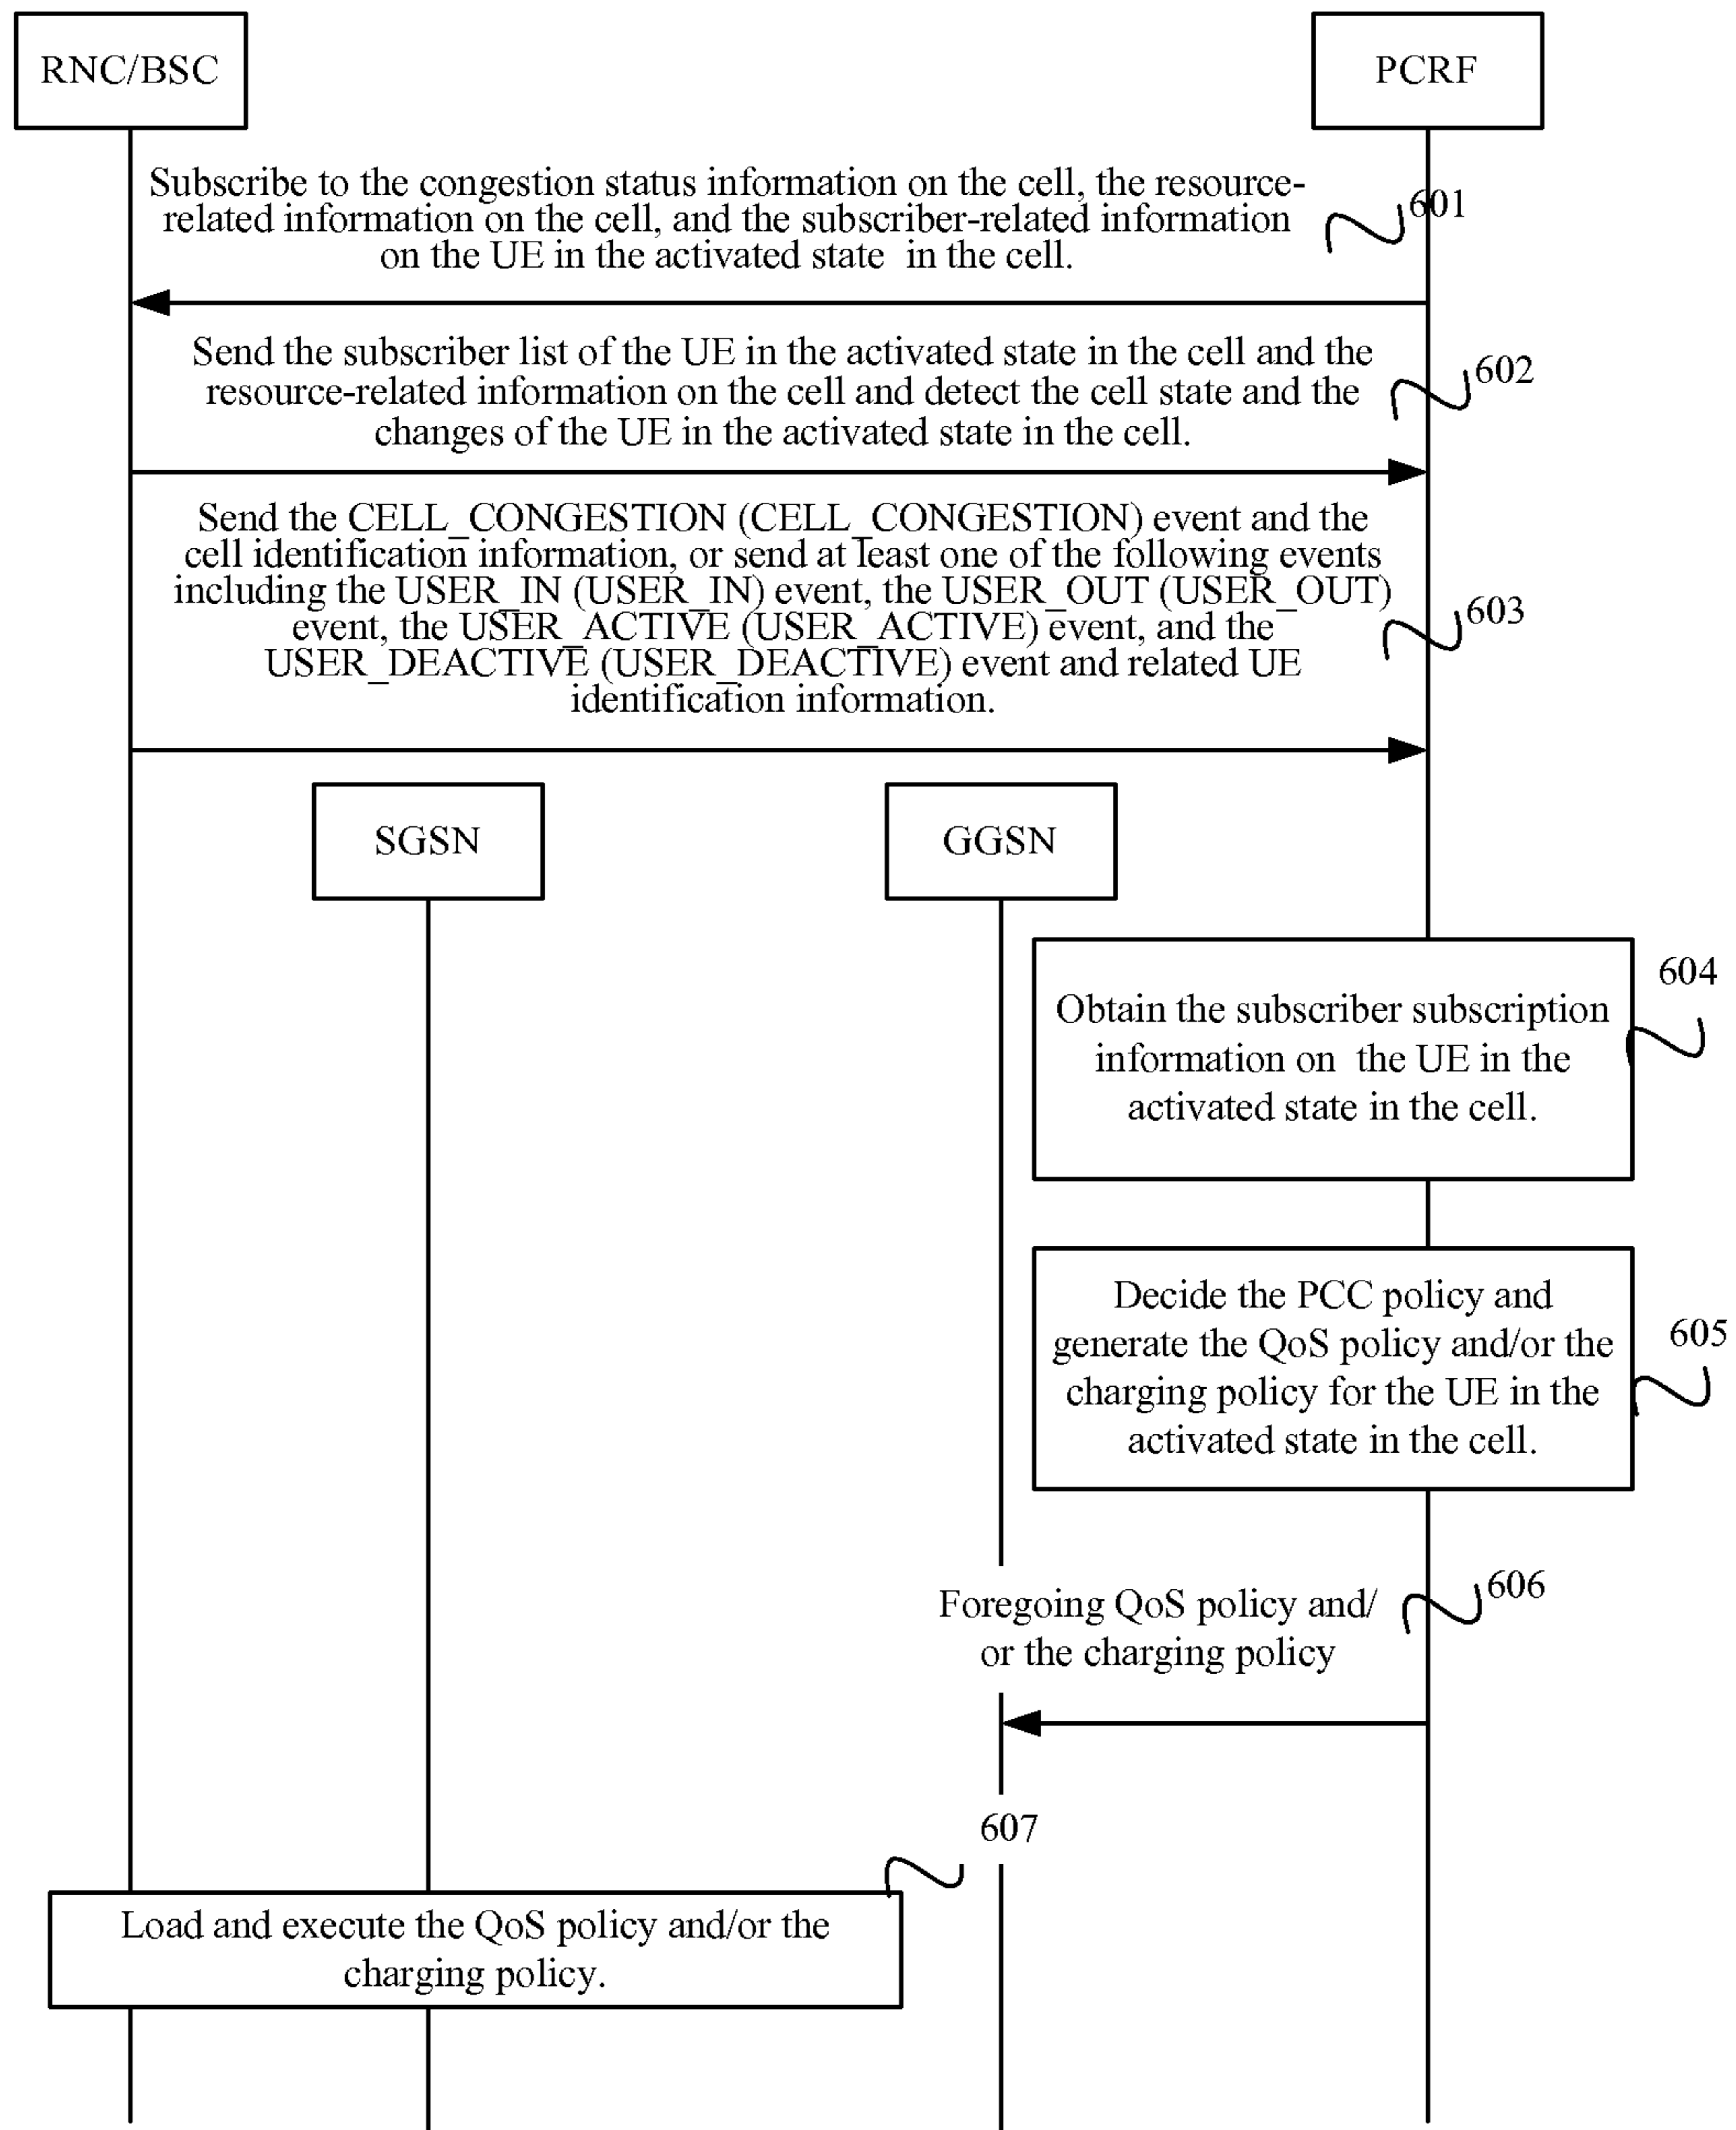 RNC/BSC
PCRF
Subscribe to the congestion status information on the cell, the resource-
related information on the cell, and the subscriber-related information
on the UE in the activated state in the cell.
601
Send the subscriber list of the UE in the activated state in the cell and the
resource-related information on the cell and detect the cell state and the
changes of the UE in the activated state in the cell.
602
Send the CELL_CONGESTION (CELL_CONGESTION) event and the
cell identification information, or send at least one of the following events
including the USER_IN (USER_IN) event, the USER_OUT (USER_OUT)
event, the USER_ACTIVE (USER_ACTIVE) event, and the
USER_DEACTIVE (USER_DEACTIVE) event and related UE
identification information.
603
SGSN
GGSN
604
Obtain the subscriber subscription
information on the UE in the
activated state in the cell.
Decide the PCC policy and
generate the QoS policy and/or the
charging policy for the UE in the
activated state in the cell.
605
Foregoing QoS policy and/
or the charging policy
606
607
Load and execute the QoS policy and/or the
charging policy.